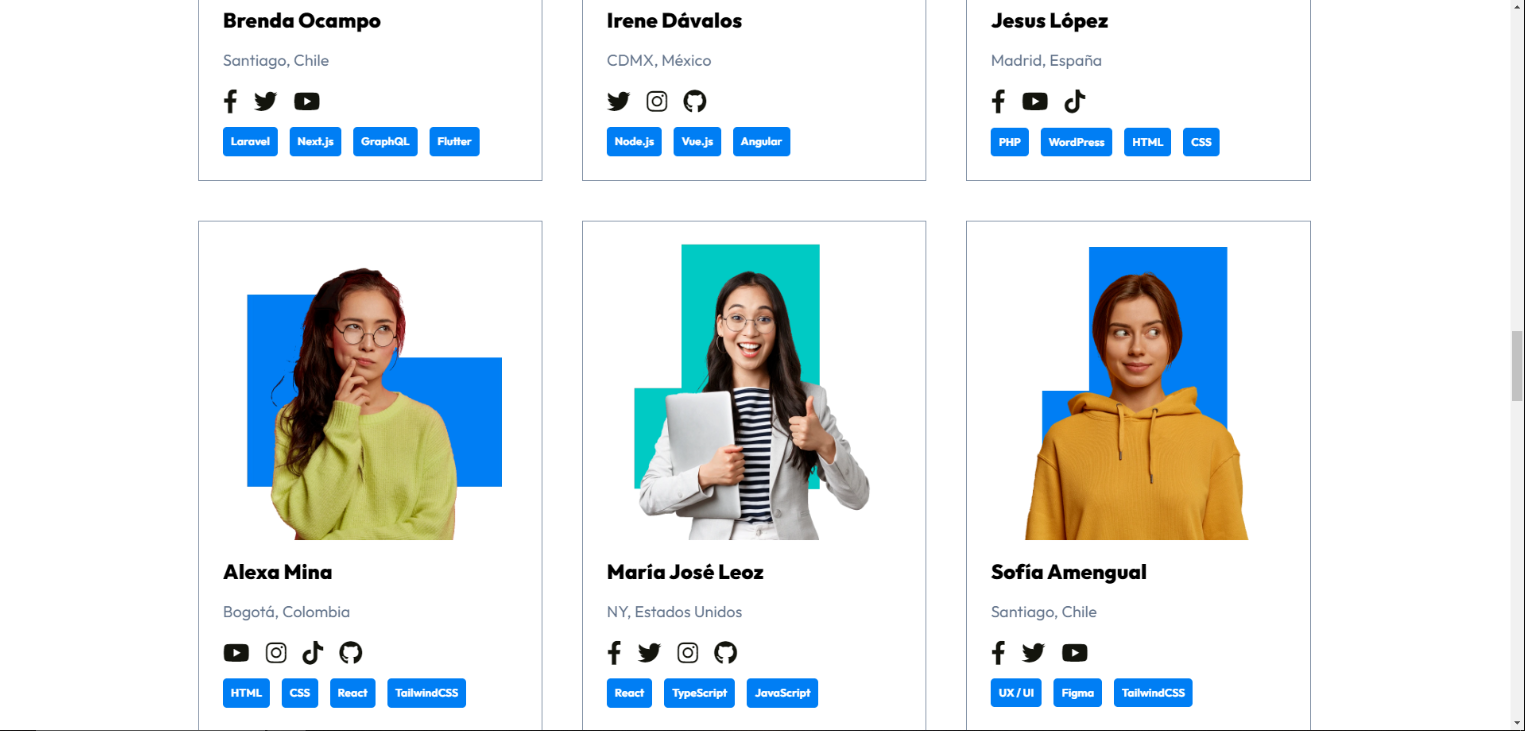 Brenda Ocampo
Santiago, Chile
Laravel Next.js GraphQL Flutter
Irene Dávalos
CDMX, México
Node.js Vue.js Angular
Jesus López
Madrid, España
PHP WordPress HTML CSS
Alexa Mina
Bogotá, Colombia
HTML CSS React TailwindCSS
María José Leoz
NY, Estados Unidos
React TypeScript JavaScript
Sofía Amengual
Santiago, Chile
UX / UI Figma TailwindCSS